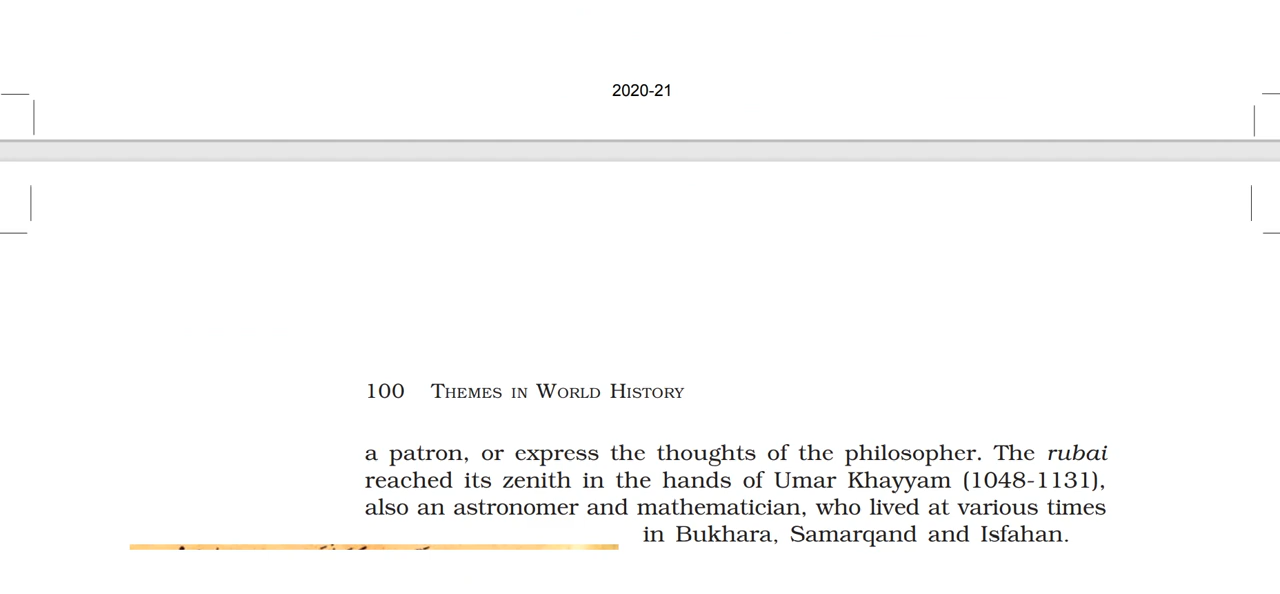 2020-21
100 THEMES IN WORLD HISTORY
a patron, or express the thoughts of the philosopher. The rubai
reached its zenith in the hands of Umar Khayyam (1048-1131),
also an astronomer and mathematician, who lived at various times
in Bukhara, Samarqand and Isfahan.